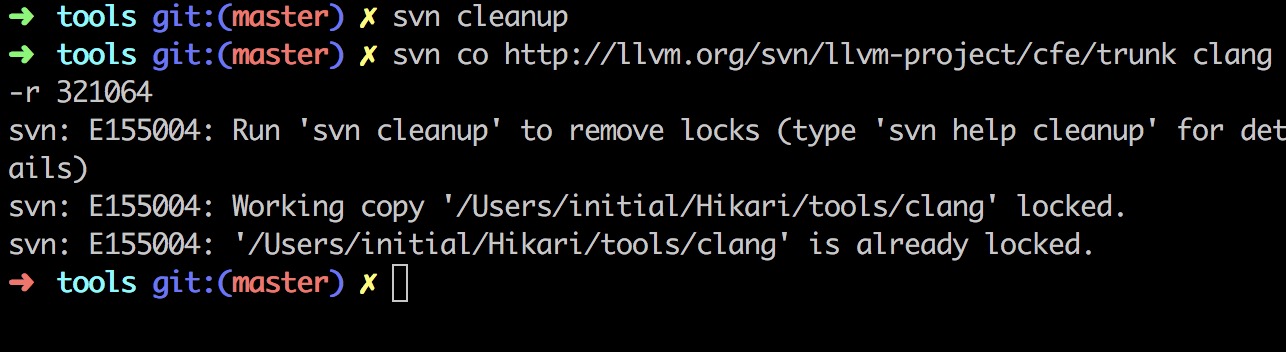 ➜ tools git:(master) ✗ svn cleanup
➜ tools git:(master) ✗ svn co http://llvm.org/svn/llvm-project/cfe/trunk clang
-r 321064
svn: E155004: Run 'svn cleanup' to remove locks (type 'svn help cleanup' for det
ails)
svn: E155004: Working copy '/Users/initial/Hikari/tools/clang' locked.
svn: E155004: '/Users/initial/Hikari/tools/clang' is already locked.
➜ tools git:(master) ✗